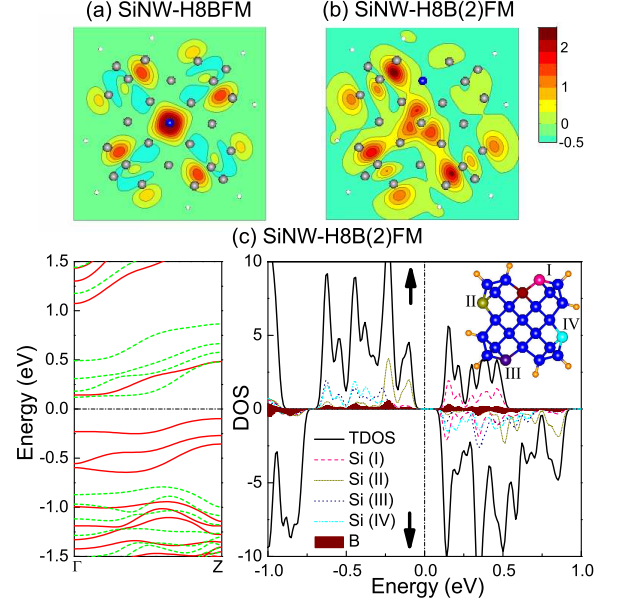 (a) SiNW-H8BFM
(b) SiNW-H8B(2)FM
2
1
0
-0.5
(c) SiNW-H8B(2)FM
Energy (eV)
1.5
1.0
0.5
0.0
-0.5
-1.0
-1.5
Γ
Z
DOS
10
5
0
-5
-10
I
II
IV
III
TDOS
Si (I)
Si (II)
Si (III)
Si (IV)
B
-1.0
-0.5
0.0
0.5
1.0
Energy (eV)